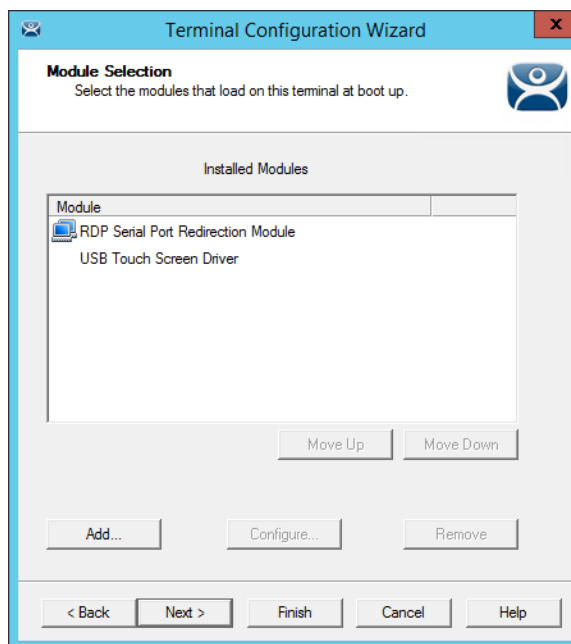 Terminal Configuration Wizard
x
Module Selection
Select the modules that load on this terminal at boot up.
Installed Modules
Module
RDP Serial Port Redirection Module
USB Touch Screen Driver
Move Up
Move Down
Add...
Configure...
Remove
< Back
Next >
Finish
Cancel
Help